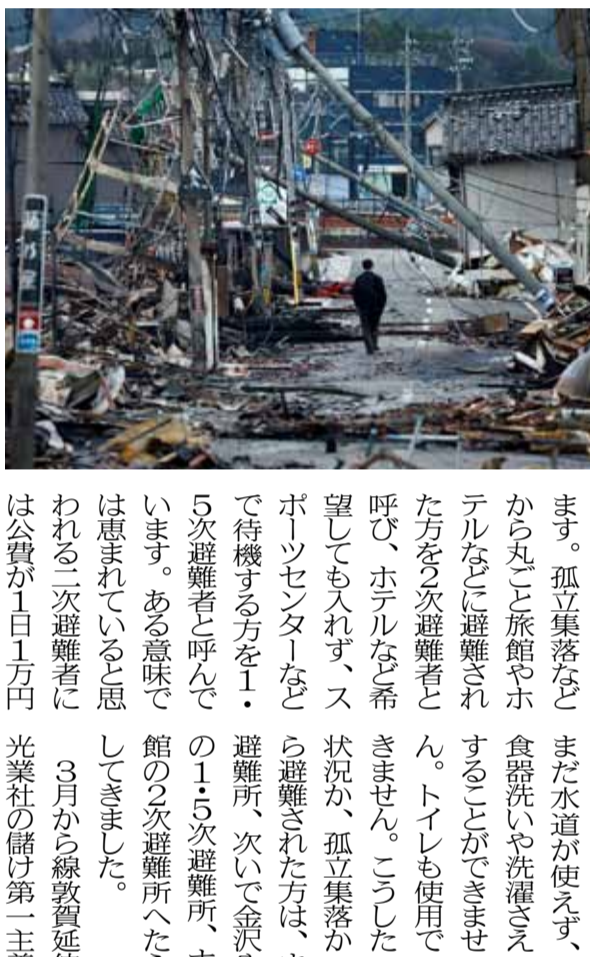 ます。孤立集落など
から丸ごと旅館やホ
テルなどに避難され
た方を２次避難者と
呼び、ホテルなど希
望しても入れず、ス
ポーツセンターなど
で待機する方を１・
５次避難者と呼んで
います。ある意味で
は恵まれていると思
われる二次避難者に
は公費が１日１万円
まだ水道が使えず、
食器洗いや洗濯さえ
することができませ
ん。トイレも使用で
きません。こうした
状況か、孤立集落か
ら避難された方は、
避難所、次いで金沢
の１・５次避難所、
館の２次避難所へた
してきました。
３月から線敦賀延
光業社の儲け第一主